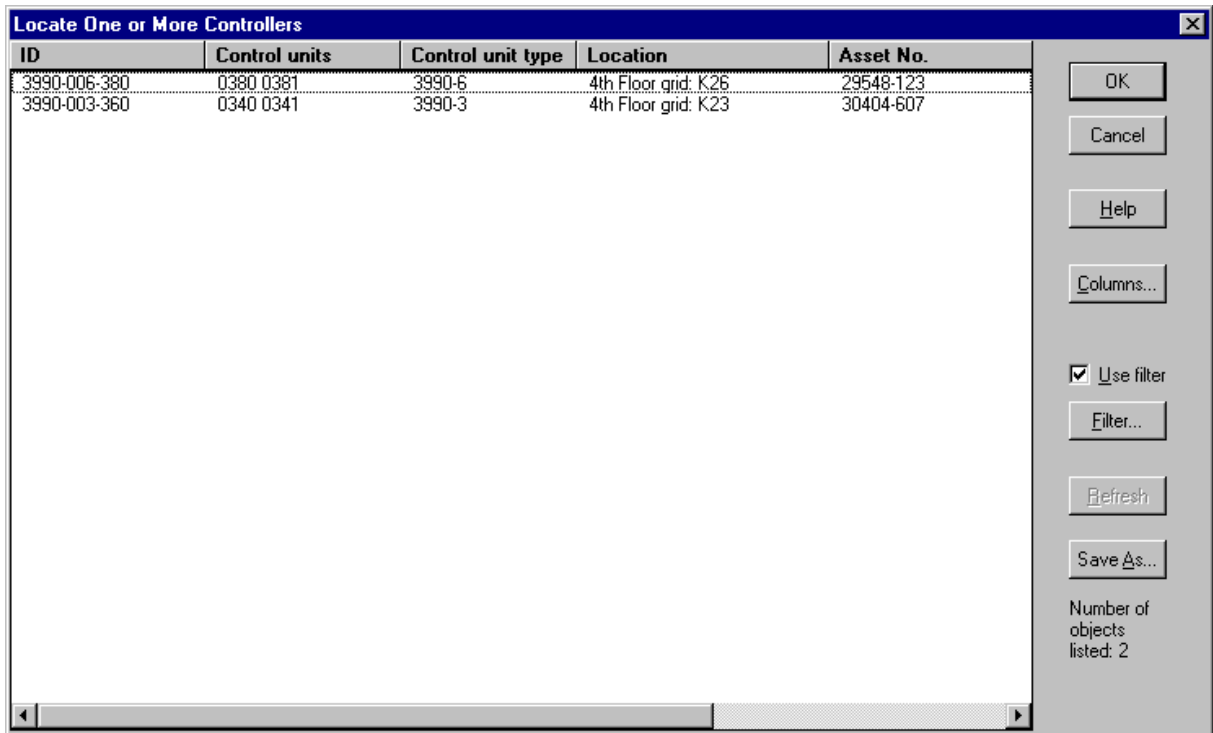 Locate One or More Controllers
ID Control units Control unit type Location Asset No.
3990-006-380 0380 0381 3990-6 4th Floor grid: K26 29548-123
3990-003-360 0340 0341 3990-3 4th Floor grid: K23 30404-607
OK
Cancel
Help
Columns...
Use filter
Filter...
Refresh
Save As...
Number of
objects
listed: 2